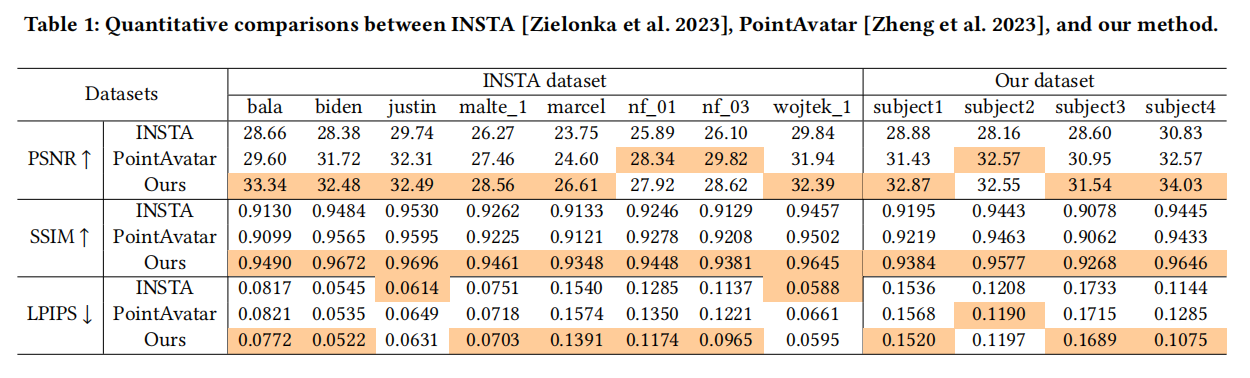 Table 1: Quantitative comparisons between INSTA [Zielonka et al. 2023], PointAvatar [Zheng et al. 2023], and our method.
Datasets INSTA dataset Our dataset
bala biden justin malte_1 marcel nf_01 nf_03 wojtek_1 subject1 subject2 subject3 subject4
PSNR ↑ INSTA 28.66 28.38 29.74 26.27 23.75 25.89 26.10 29.84 28.88 28.16 28.60 30.83
PointAvatar 29.60 31.72 32.31 27.46 24.60 28.34 29.82 31.94 31.43 32.57 30.95 32.57
Ours 33.34 32.48 32.49 28.56 26.61 27.92 28.62 32.39 32.87 32.55 31.54 34.03
SSIM ↑ INSTA 0.9130 0.9484 0.9530 0.9262 0.9133 0.9246 0.9129 0.9457 0.9195 0.9443 0.9078 0.9445
PointAvatar 0.9099 0.9565 0.9595 0.9225 0.9121 0.9278 0.9208 0.9502 0.9219 0.9463 0.9062 0.9433
Ours 0.9490 0.9672 0.9696 0.9461 0.9348 0.9448 0.9381 0.9645 0.9384 0.9577 0.9268 0.9646
LPIPS ↓ INSTA 0.0817 0.0545 0.0614 0.0751 0.1540 0.1285 0.1137 0.0588 0.1536 0.1208 0.1733 0.1144
PointAvatar 0.0821 0.0535 0.0649 0.0718 0.1574 0.1350 0.1221 0.0661 0.1568 0.1190 0.1715 0.1285
Ours 0.0772 0.0522 0.0631 0.0703 0.1391 0.1174 0.0965 0.0595 0.1520 0.1197 0.1689 0.1075